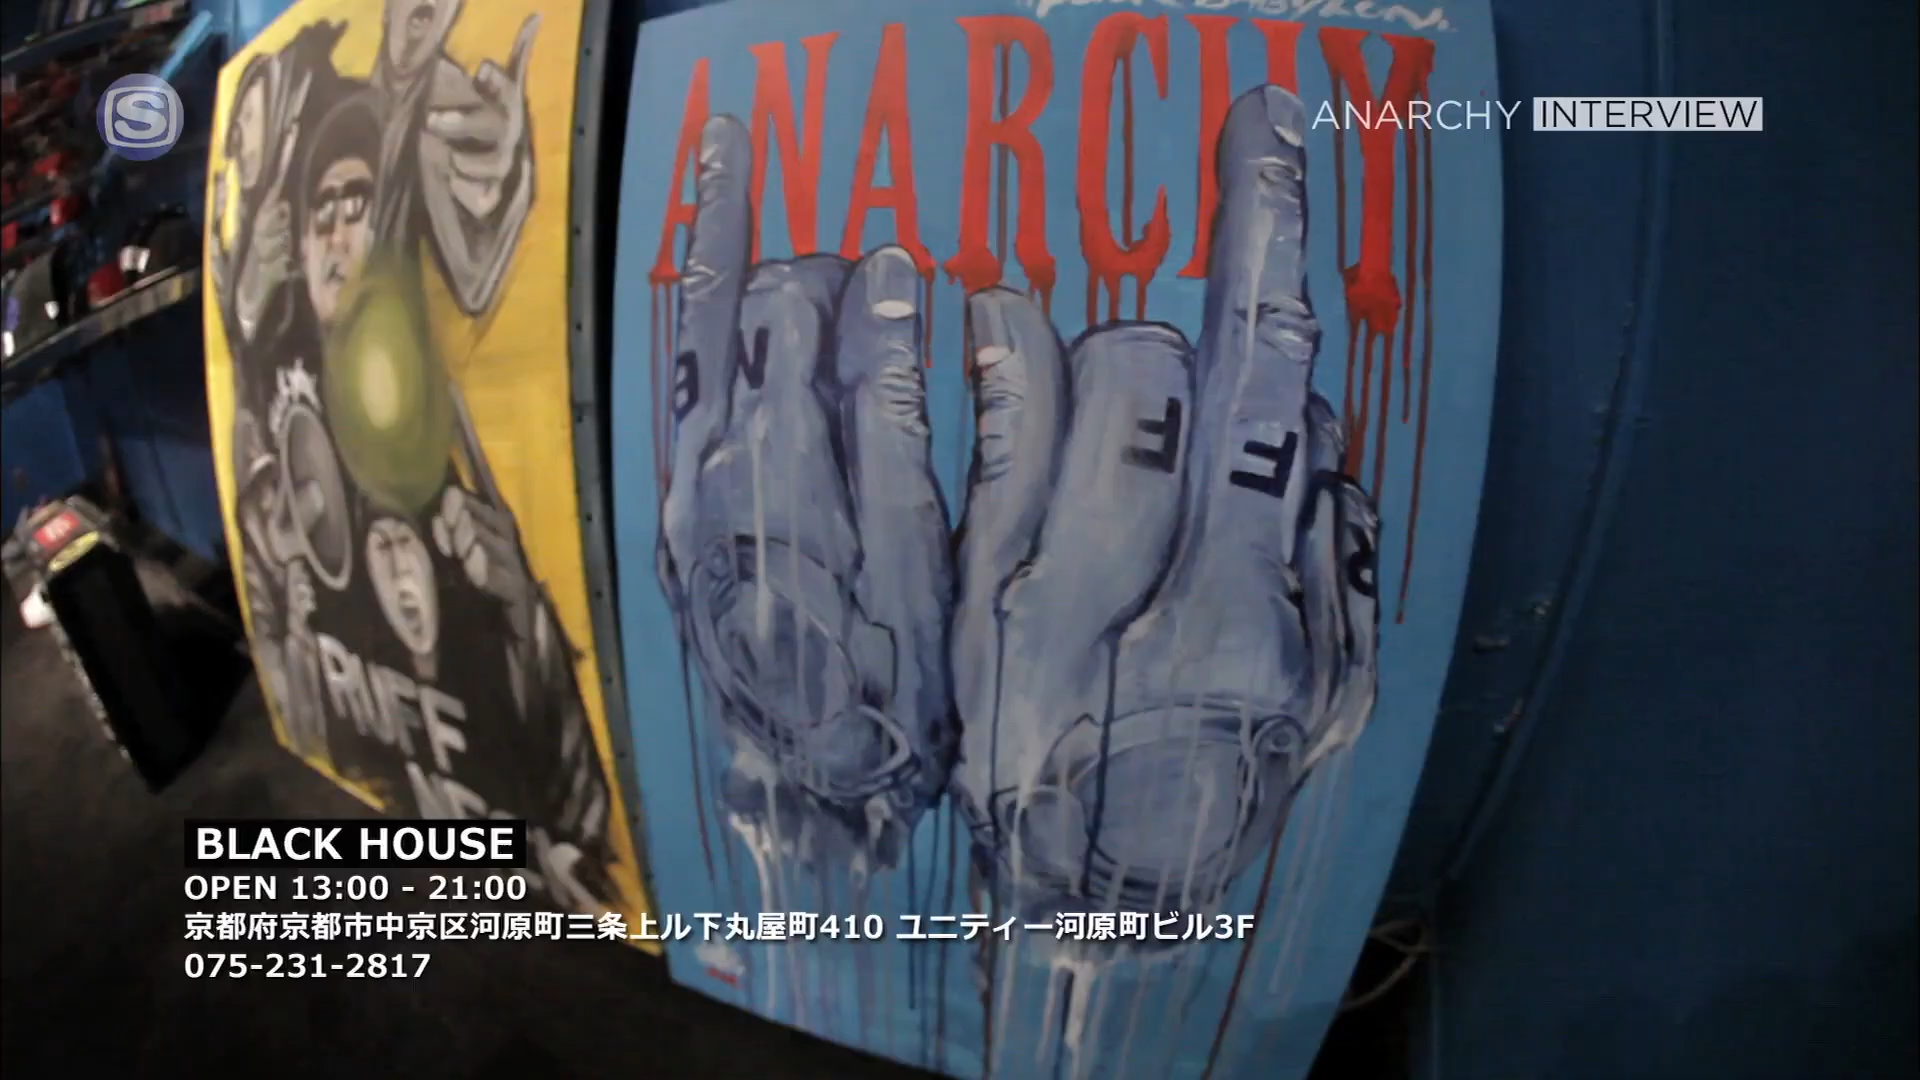 S
ANARCHY
ANARCHY INTERVIEW
N
F
F
R
RUFF
BLACK HOUSE
OPEN 13:00 - 21:00
京都府京都市中京区河原町三条上ル下丸屋町410 ユニティー河原町ビル3F
075-231-2817